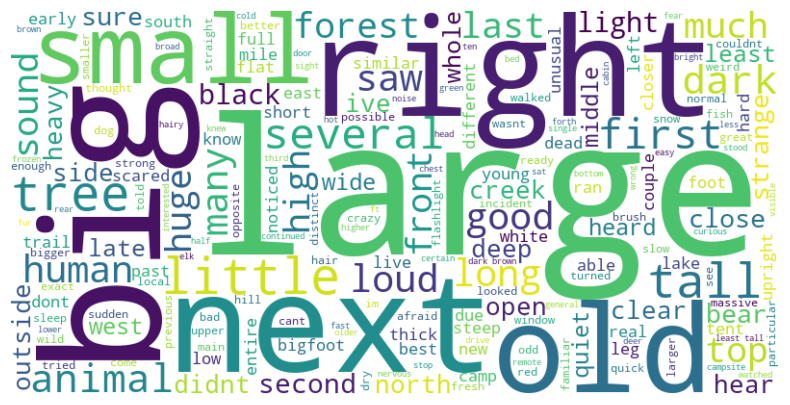 early
sure
south
small
brown
smaller
broad
cold
better
full
mile
flat
straight
door
sight
forest
similar
last
saw
light
whole
ten
bed
green
fear
bright
unusual
left
closer
couldnt
weird
much
least
dark
right
sound
heavy
thought
dog
hairy
black
east
ive
short
possible
noise
hot
know
several
head
different
walked
wasnt
forth
single
middle
dead
cabin
snow
normal
fish
less
great
stood
hard
first
strange
easy
couple
frozen
enough
side
strong
scared
knew
tree
many
noticed
high
third
wide
front
chest
flashlight
creek
young
sat
ready
incident
bottom
ran
foot
wrong
brush
heard
close
visible
interested
told
rear
fur
huge
opposite
big
large
crazy
distinct
ft
higher
good
deep
white
able
turned
slow
curious
trail
bigger
late
human
past
local
exact
half
continued
hair
live
elk
certain
dark brown
looked
little
loud
long
open
clear
tall
lake
see
massive
upright
outside
dont
sleep
lower
wild
west
sudden
tried
come
previous
hill
bad
upper
main
low
entire
next
im
cant
afraid
fast
older
bigfoot
drive
stop
nervous
dry
thick
best
due
steep
new
camp
fresh
general
window
odd
remote
red
old
familiar
quiet
deer
quick
real
leg
larger
bear
tent
campsite
top
least tall
matched
particular
hear
animal
didnt
second
north